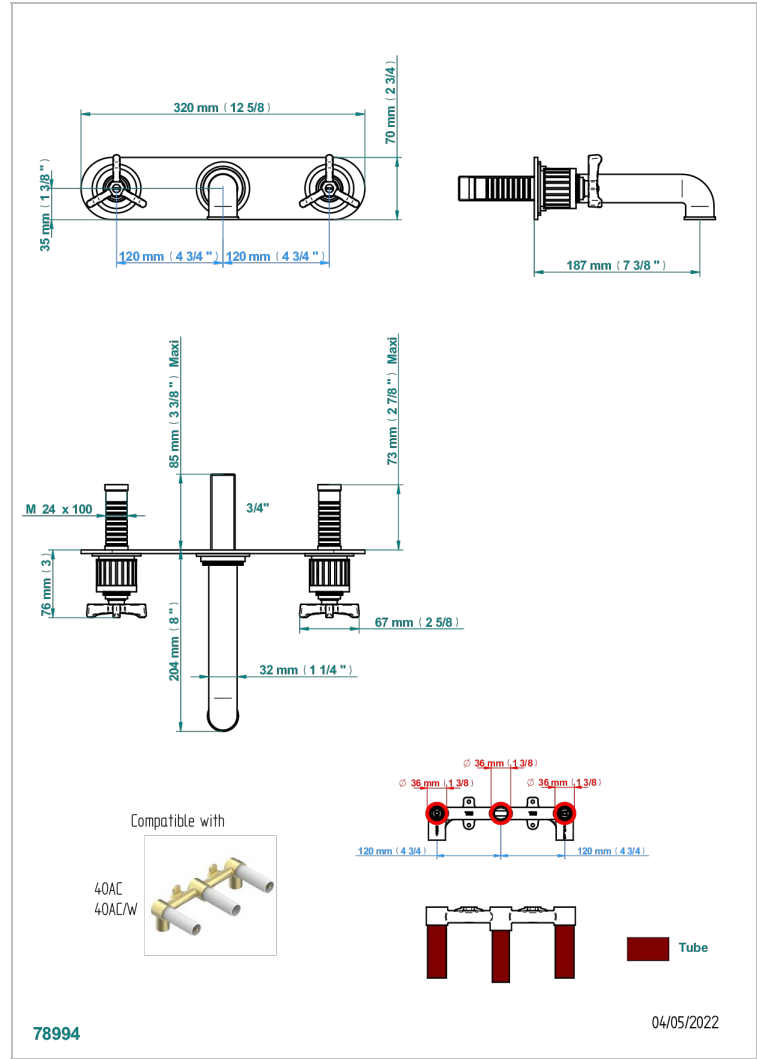 320 mm ( 12 5/8 )
70 mm ( 2 3/4 )
35 mm ( 1 3/8 " )
120 mm ( 4 3/4 " )
120 mm ( 4 3/4 " )
187 mm ( 7 3/8 " )
85 mm ( 3 3/8 " ) Maxi
73 mm ( 2 7/8 " ) Maxi
M 24 x 100
3/4"
76 mm ( 3 )
204 mm ( 8 " )
67 mm ( 2 5/8 )
32 mm ( 1 1/4 " )
Ø 36 mm ( 1 3/8 )
Ø 36 mm ( 1 3/8 )
Ø 36 mm ( 1 3/8 )
120 mm ( 4 3/4 )
120 mm ( 4 3/4 )
Compatible with
40AC
40AC/W
Tube
04/05/2022
78994